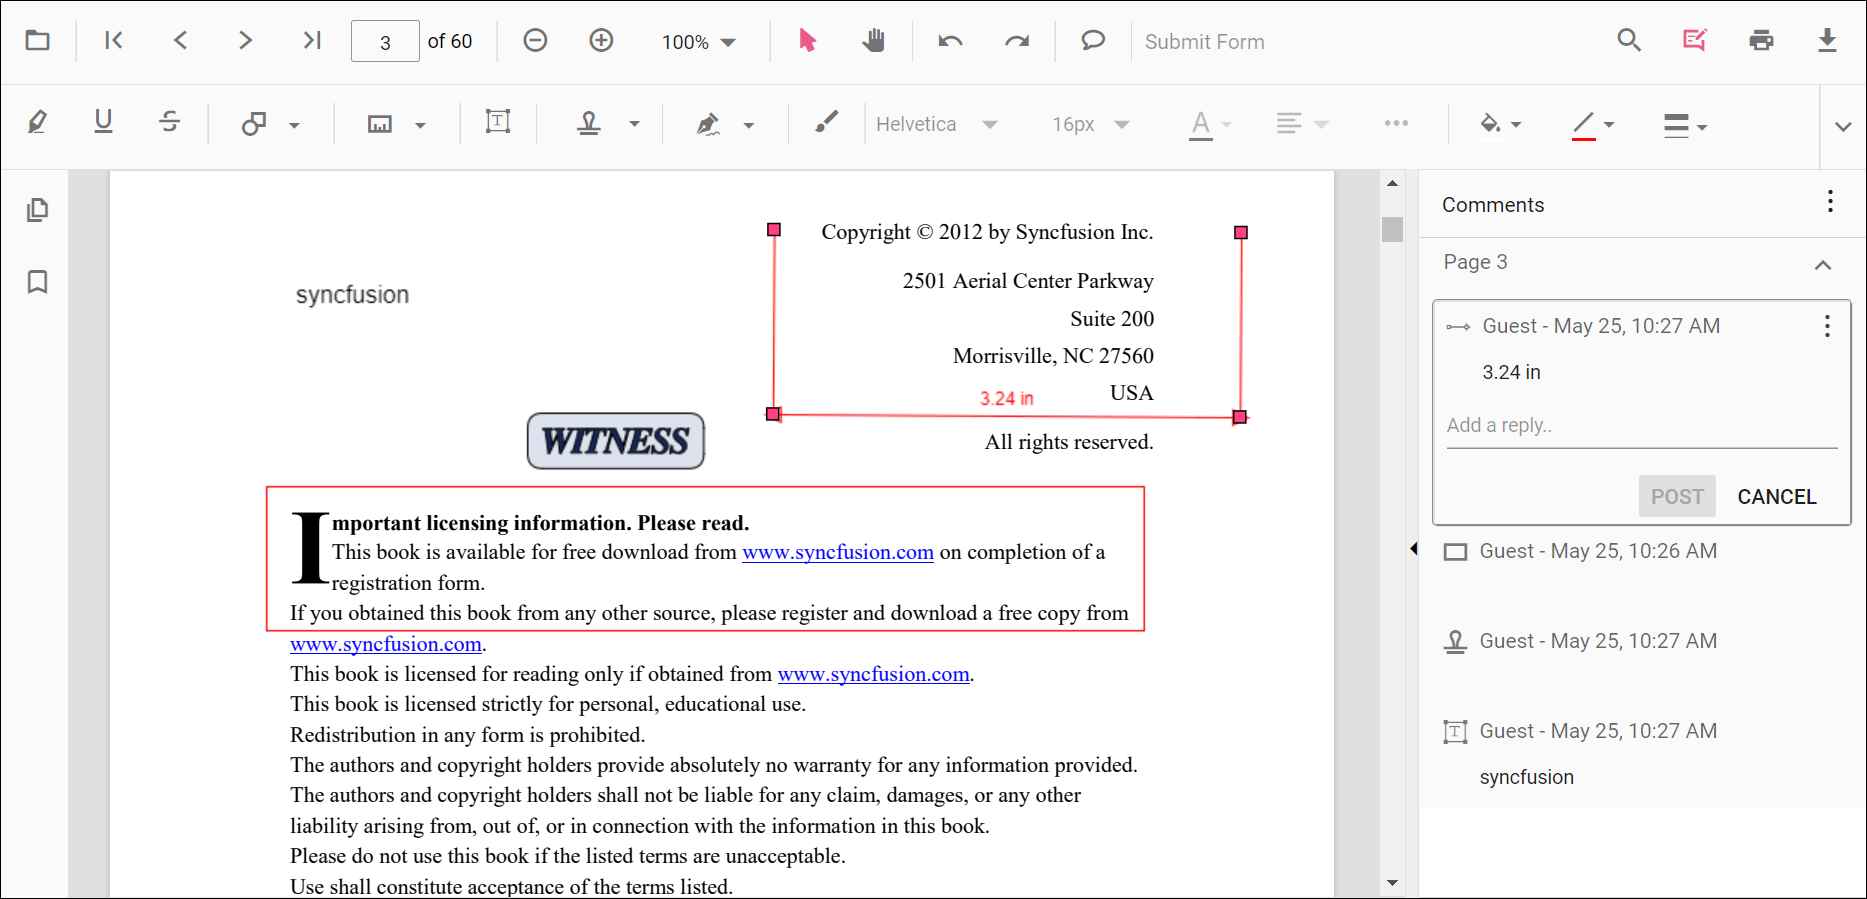 3 of 60 100% Submit Form
Helvetica 16px
Copyright © 2012 by Syncfusion Inc.
2501 Aerial Center Parkway
syncfusion
Suite 200
Morrisville, NC 27560
3.24 in USA
All rights reserved.
WITNESS
Important licensing information. Please read.
This book is available for free download from www.syncfusion.com on completion of a
registration form.
If you obtained this book from any other source, please register and download a free copy from
www.syncfusion.com.
This book is licensed for reading only if obtained from www.syncfusion.com.
This book is licensed strictly for personal, educational use.
Redistribution in any form is prohibited.
The authors and copyright holders provide absolutely no warranty for any information provided.
The authors and copyright holders shall not be liable for any claim, damages, or any other
liability arising from, out of, or in connection with the information in this book.
Please do not use this book if the listed terms are unacceptable.
Use shall constitute acceptance of the terms listed.
Comments
Page 3
Guest - May 25, 10:27 AM
3.24 in
Add a reply..
POST CANCEL
Guest - May 25, 10:26 AM
Guest - May 25, 10:27 AM
Guest - May 25, 10:27 AM
syncfusion